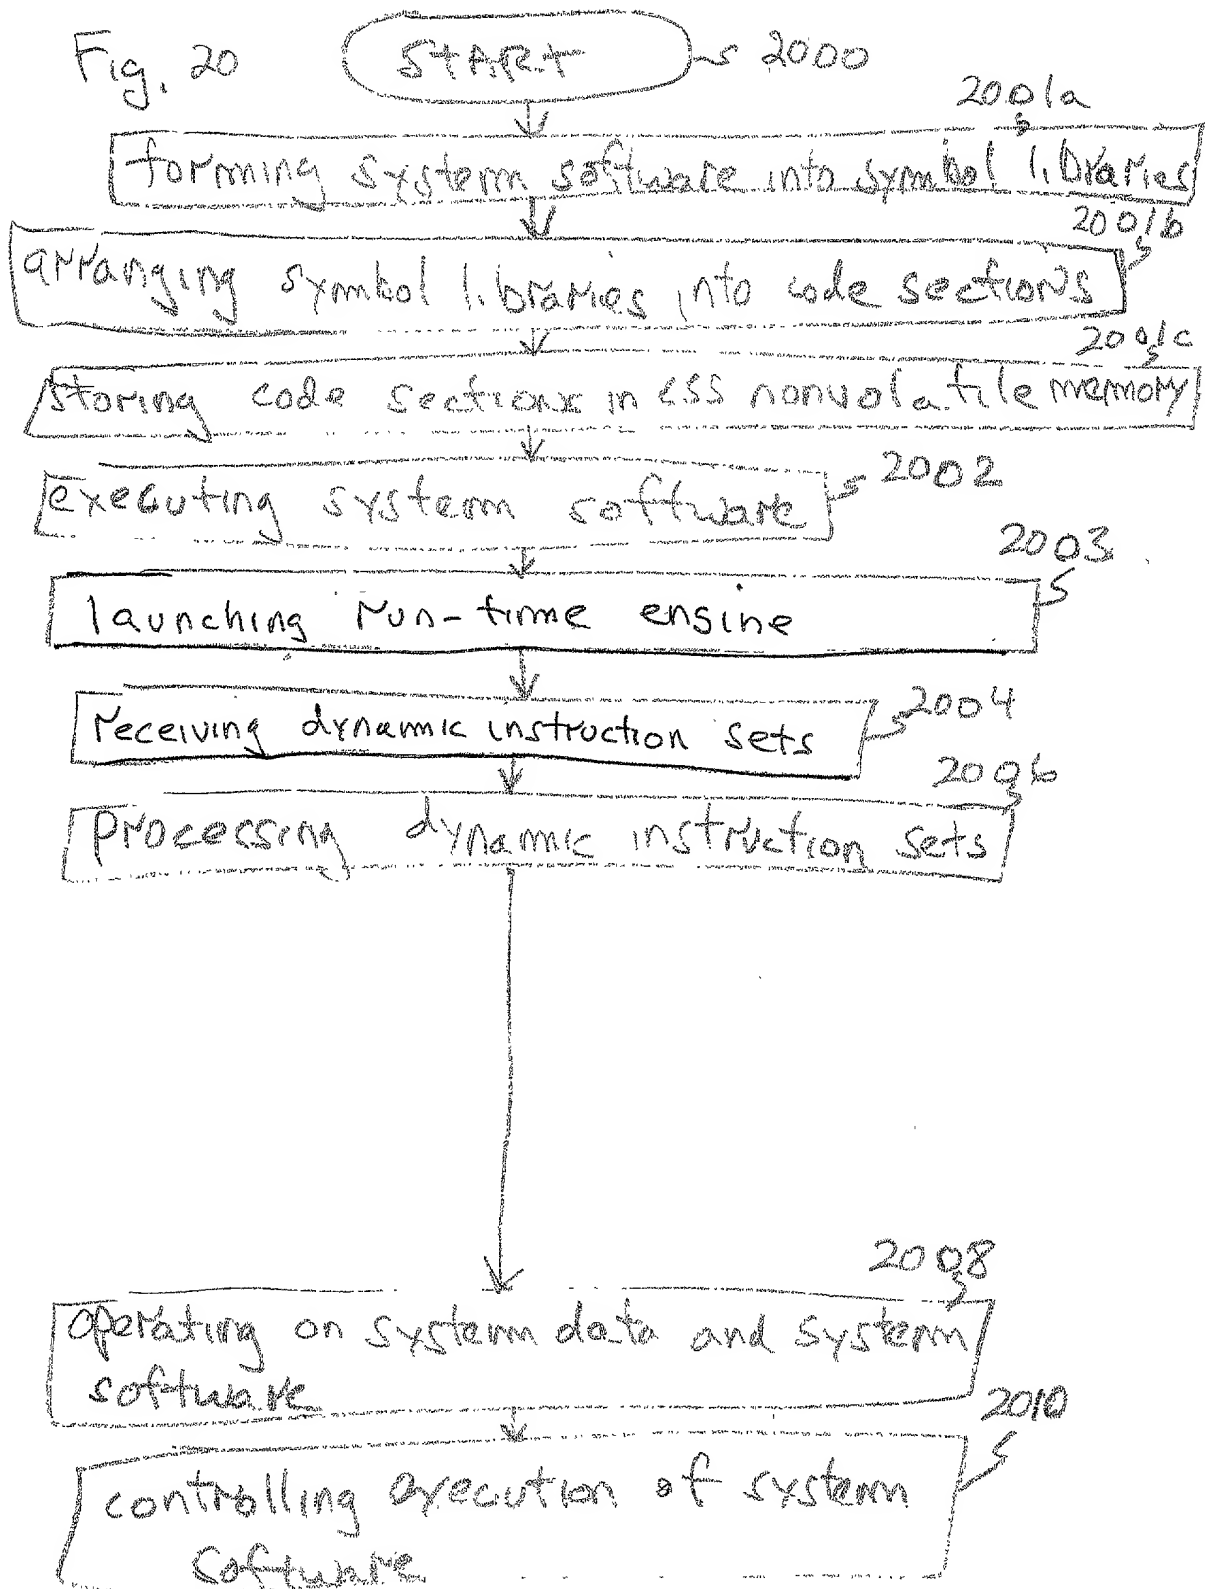 Fig. 20
START 2000
2001a
forming system software into symbol libraries
2001b
arranging symbol libraries into code sections
2001c
storing code sections in CSS nonvolatile memory
executing system software 2002
2003
launching run-time engine
receiving dynamic instruction sets 2004
2006
processing dynamic instruction sets
2008
operating on system data and system
software
2010
controlling execution of system
software